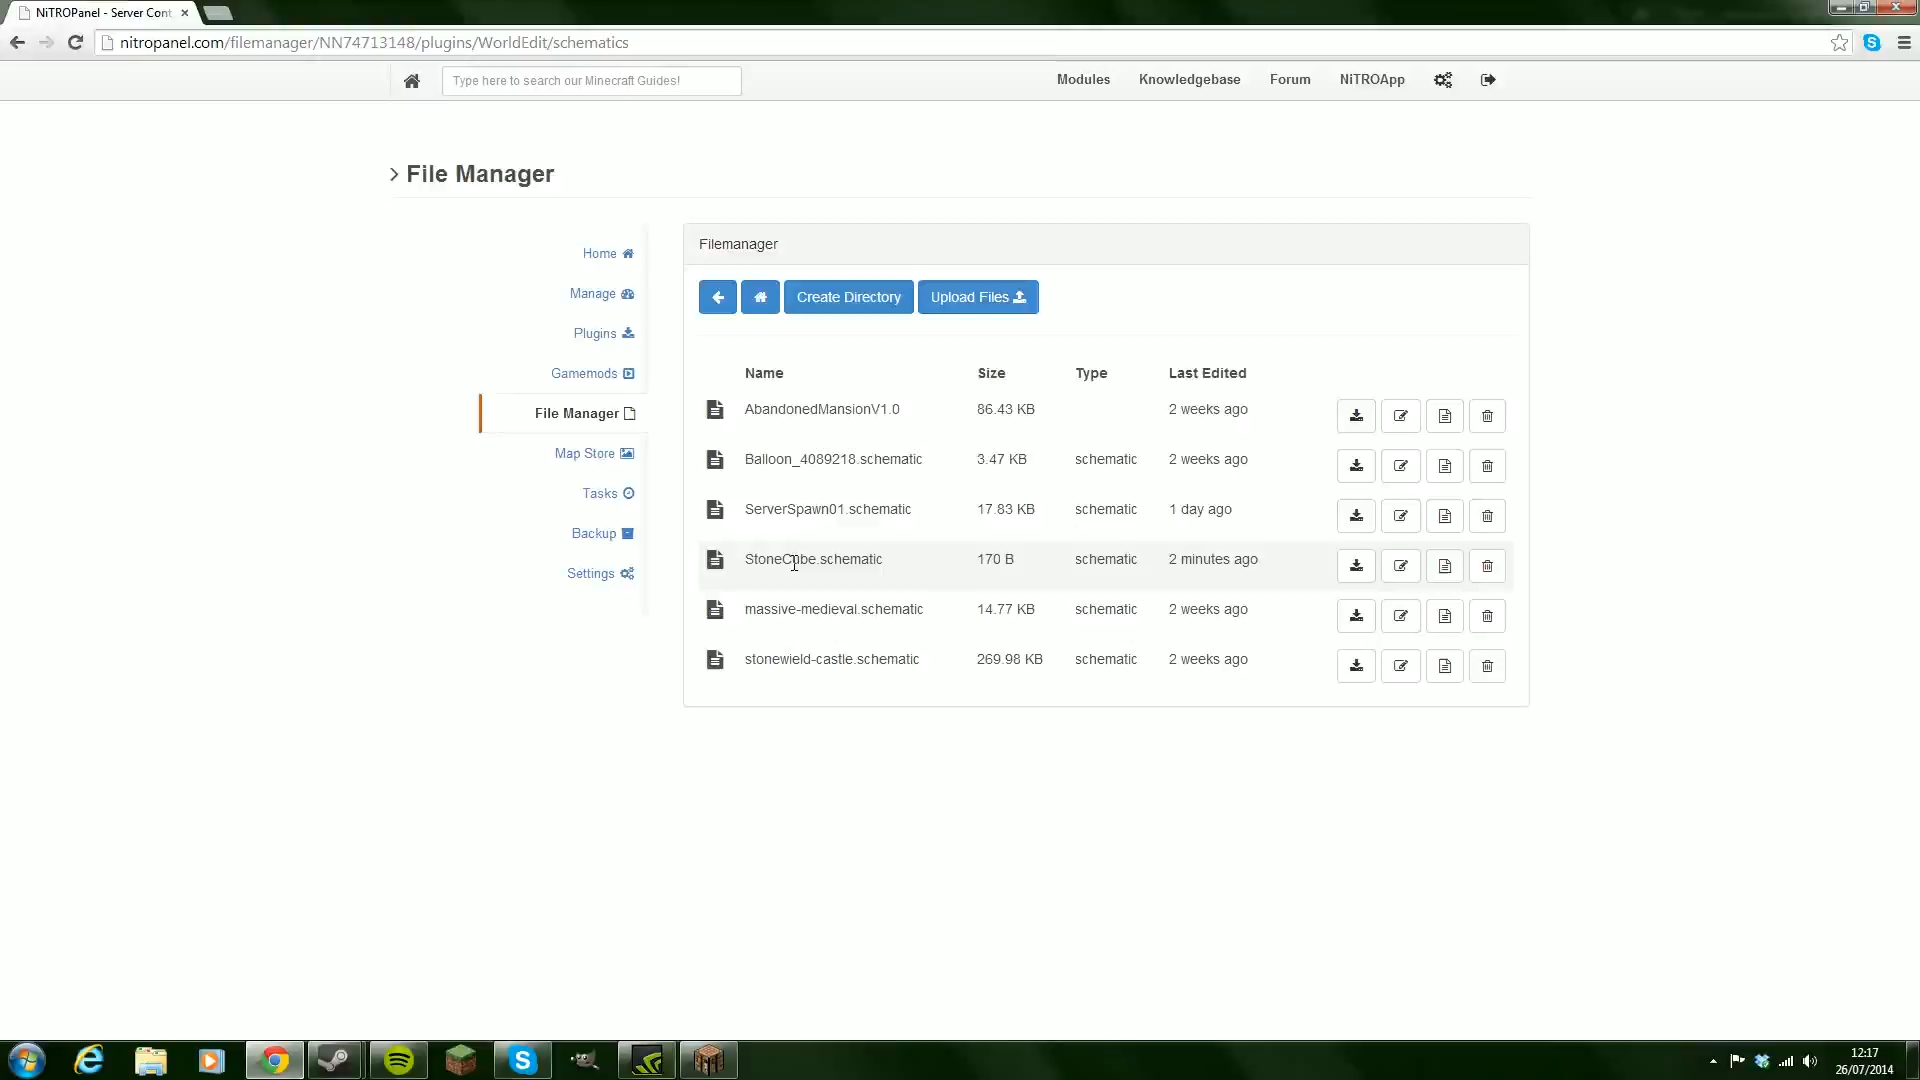 NiTROPanel - Server Cont
nitropanel.com/filemanager/NN74713148/plugins/WorldEdit/schematics
Type here to search our Minecraft Guides!
Modules
Knowledgebase
Forum
NiTROApp
File Manager
Home
Manage
Plugins
Gamemods
File Manager
Map Store
Tasks
Backup
Settings
Filemanager
Create Directory
Upload Files
Name Size Type Last Edited
AbandonedMansionV1.0 86.43 KB 2 weeks ago
Balloon_4089218.schematic 3.47 KB schematic 2 weeks ago
ServerSpawn01.schematic 17.83 KB schematic 1 day ago
StoneCube.schematic 170 B schematic 2 minutes ago
massive-medieval.schematic 14.77 KB schematic 2 weeks ago
stonewield-castle.schematic 269.98 KB schematic 2 weeks ago
12:17
26/07/2014